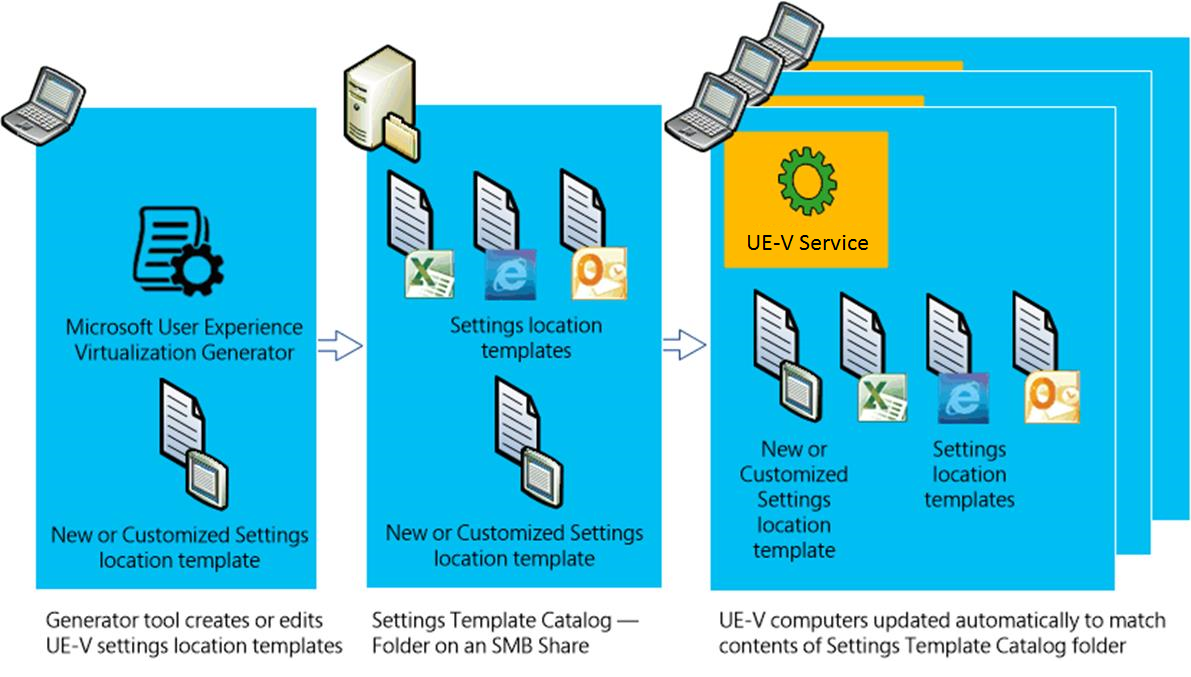 Microsoft User Experience
Virtualization Generator
New or Customized Settings
location template
Generator tool creates or edits
UE-V settings location templates
Settings location
templates
New or Customized Settings
location template
Settings Template Catalog —
Folder on an SMB Share
UE-V Service
New or
Customized
Settings
location
template
Settings
location
templates
UE-V computers updated automatically to match
contents of Settings Template Catalog folder